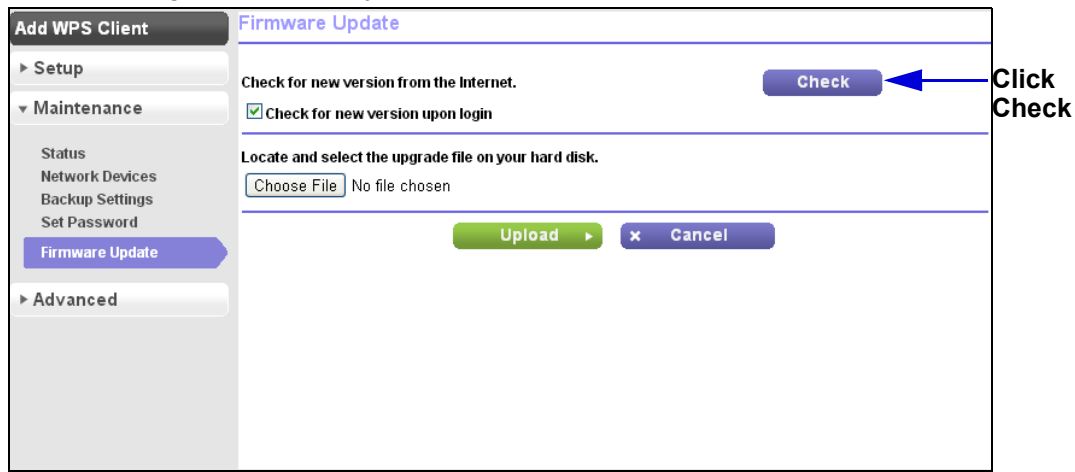 Add WPS Client
Setup
Maintenance
Status
Network Devices
Backup Settings
Set Password
Firmware Update
Advanced
Firmware Update
Check for new version from the Internet.
Check
Check for new version upon login
Locate and select the upgrade file on your hard disk.
Choose File No file chosen
Upload
Cancel
Click
Check